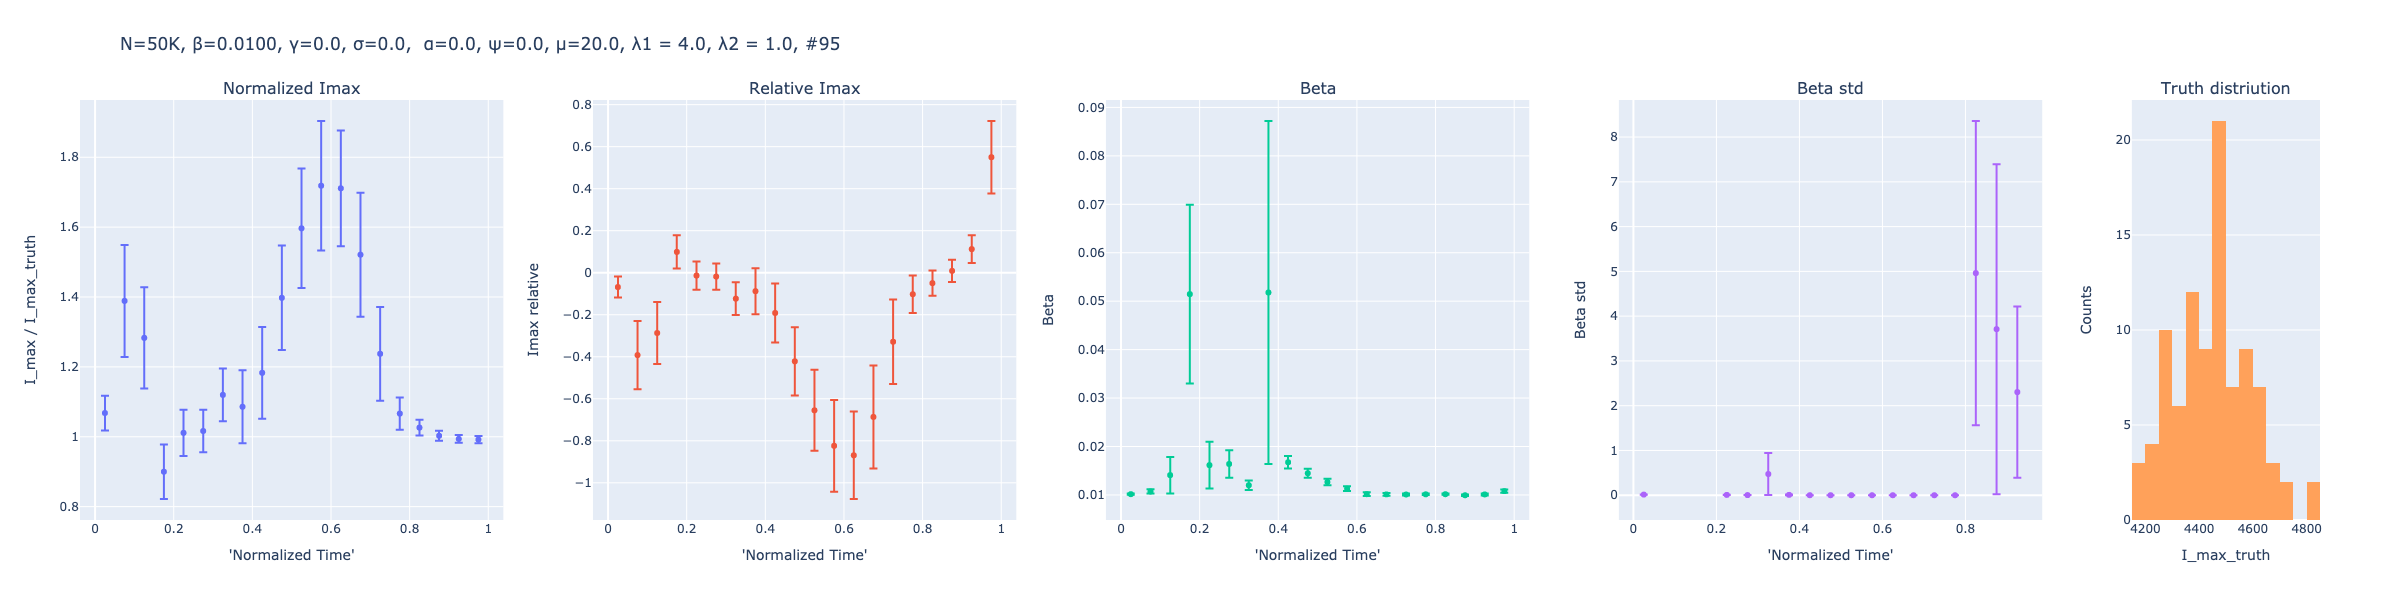 N=50K, β=0.0100, γ=0.0, σ=0.0,  α=0.0, ψ=0.0, μ=20.0, λ1 = 4.0, λ2 = 1.0, #95
Normalized Imax
I_max / I_max_truth
1.8
1.6
1.4
1.2
1
0.8
0 0.2 0.4 0.6 0.8 1
'Normalized Time'
Relative Imax
Imax relative
0.8
0.6
0.4
0.2
0
−0.2
−0.4
−0.6
−0.8
−1
0 0.2 0.4 0.6 0.8 1
'Normalized Time'
Beta
Beta
0.09
0.08
0.07
0.06
0.05
0.04
0.03
0.02
0.01
0 0.2 0.4 0.6 0.8 1
'Normalized Time'
Beta std
Beta std
8
7
6
5
4
3
2
1
0
0 0.2 0.4 0.6 0.8
'Normalized Time'
Truth distriution
Counts
20
15
10
5
0
4200 4400 4600 4800
I_max_truth